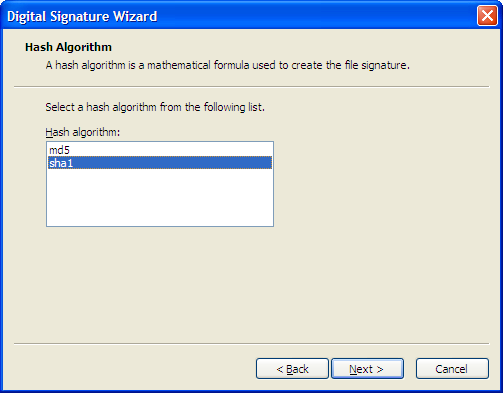 Digital Signature Wizard
Hash Algorithm
A hash algorithm is a mathematical formula used to create the file signature.
Select a hash algorithm from the following list.
Hash algorithm:
md5
sha1
< Back Next > Cancel